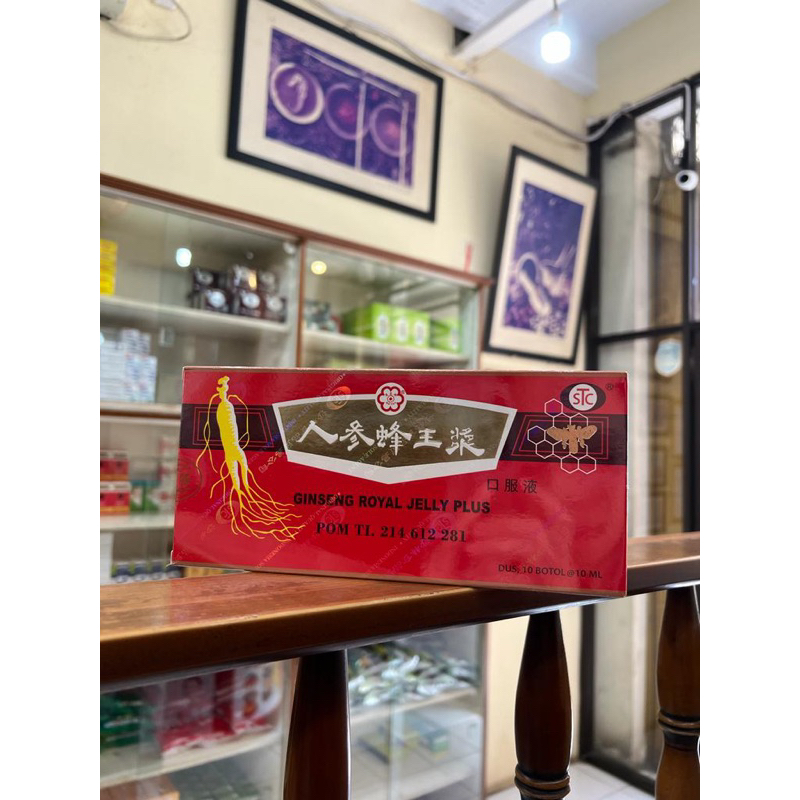 STC
®
人参蜂王浆
口服液
GINSENG ROYAL JELLY PLUS
POM TI. 214 612 281
DUS, 10 BOTOL @ 10 ML